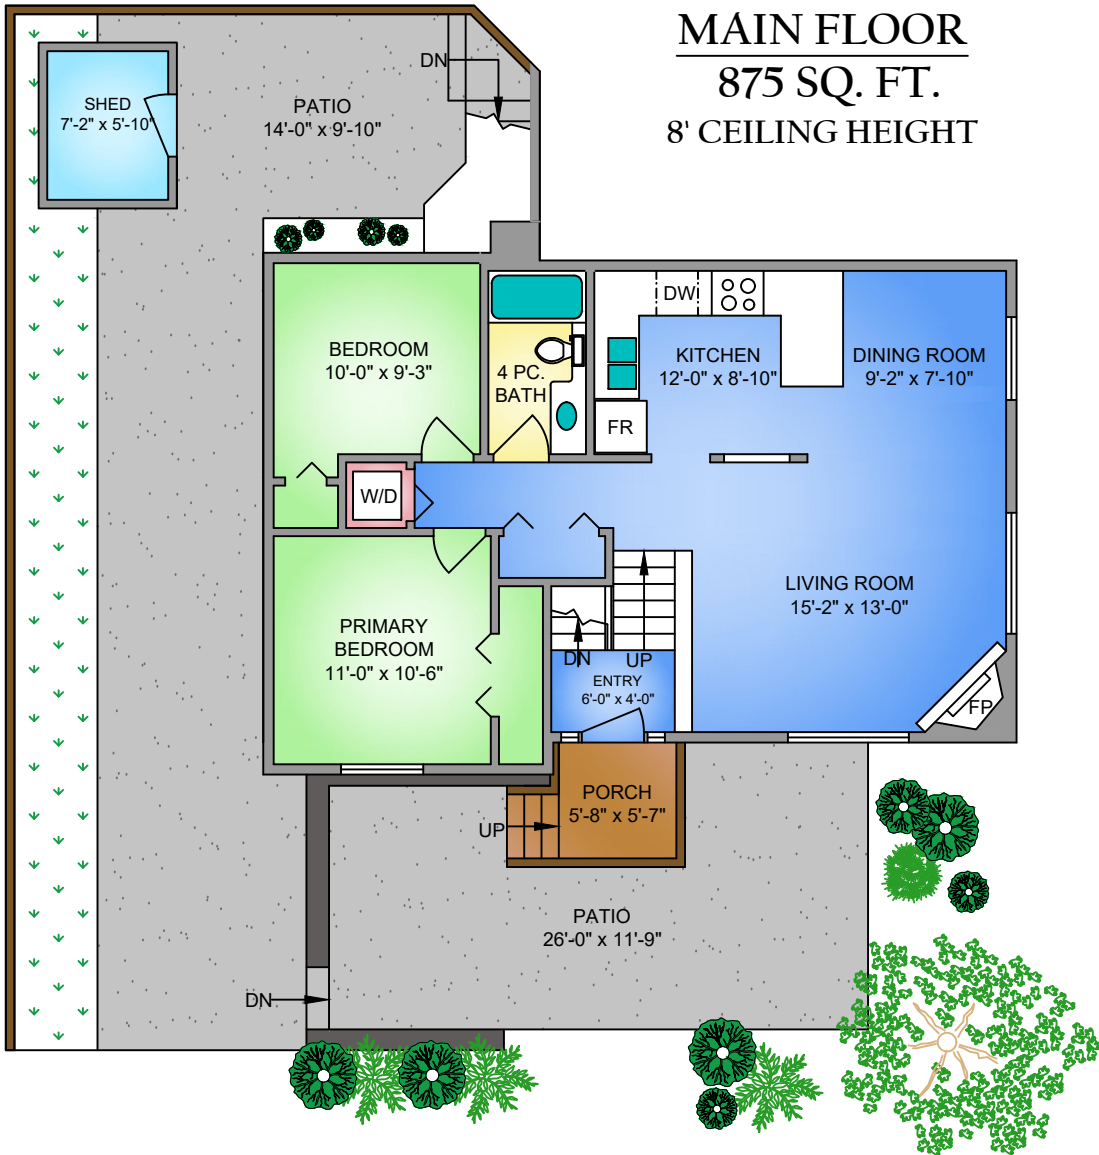 MAIN FLOOR
875 SQ. FT.
8' CEILING HEIGHT
DN
SHED
7'-2" x 5'-10"
PATIO
14'-0" x 9'-10"
DW
BEDROOM
10'-0" x 9'-3"
4 PC.
BATH
KITCHEN
12'-0" x 8'-10"
DINING ROOM
9'-2" x 7'-10"
FR
W/D
LIVING ROOM
15'-2" x 13'-0"
PRIMARY
BEDROOM
11'-0" x 10'-6"
DN
UP
ENTRY
6'-0" x 4'-0"
FP
PORCH
5'-8" x 5'-7"
UP
PATIO
26'-0" x 11'-9"
DN